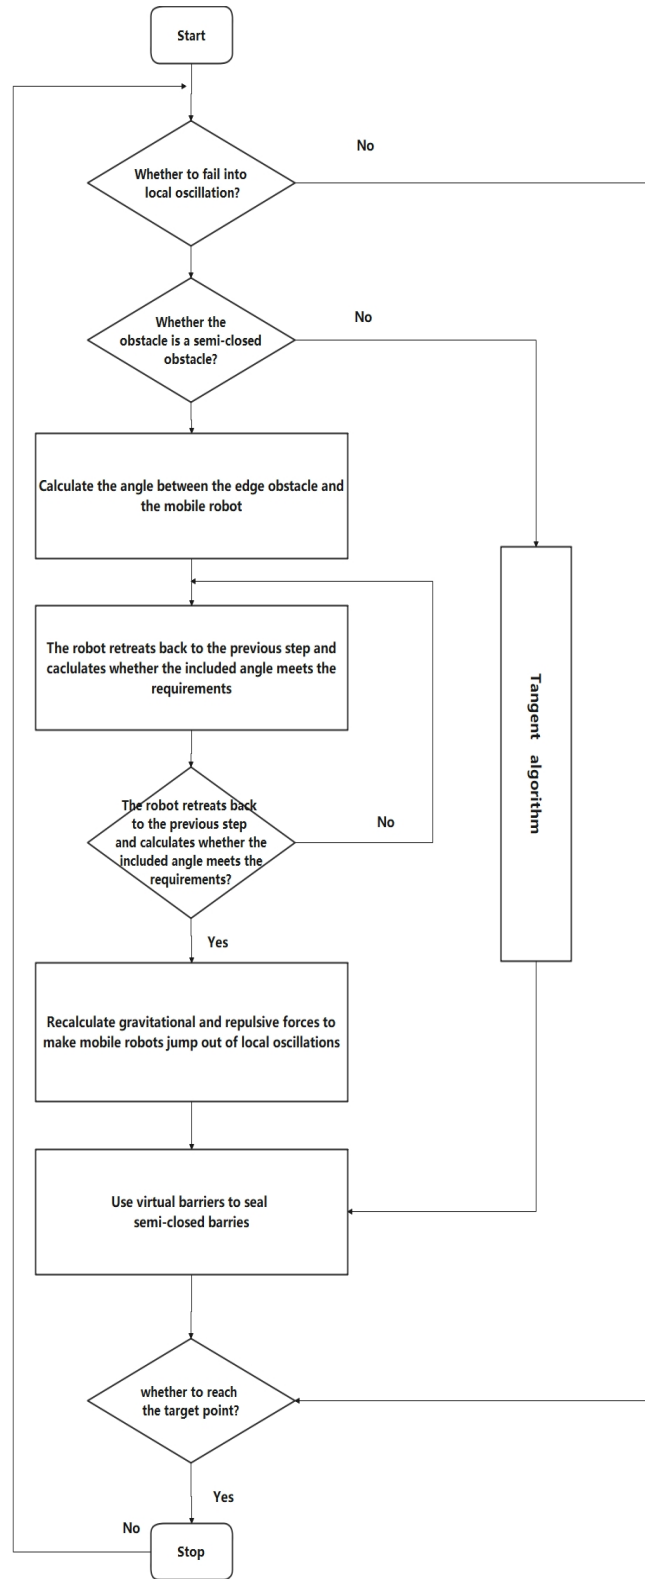 Start
No
Whether to fail into
local oscillation?
No
Whether the
obstacle is a semi-closed
obstacle?
Calculate the angle between the edge obstacle and
the mobile robot
The robot retreats back to the previous step and
caclulates whether the included angle meets the
requirements
Tangent algorithm
The robot retreats back
to the previous step
and calculates whether the
included angle meets the
requirements?
No
Yes
Recalculate gravitational and repulsive forces to
make mobile robots jump out of local oscillations
Use virtual barriers to seal
semi-closed barries
whether to reach
the target point?
Yes
No
Stop